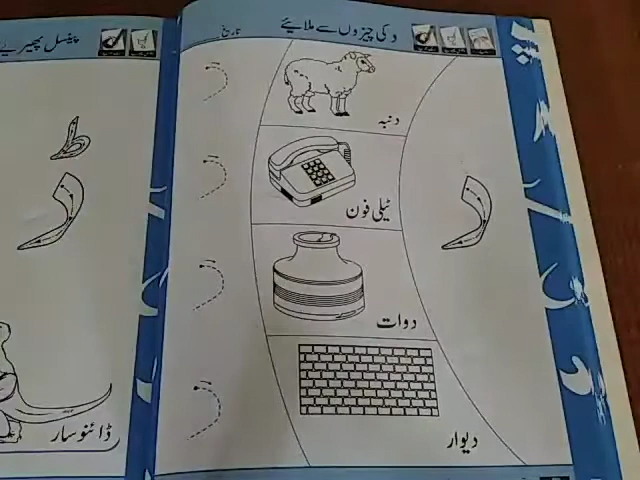 د کی چیزوں سے ملائیے
تاریخ
دنبہ
ٹیلی فون
دوات
دیوار
د
پنسل پھیریے
ڈائنوسار